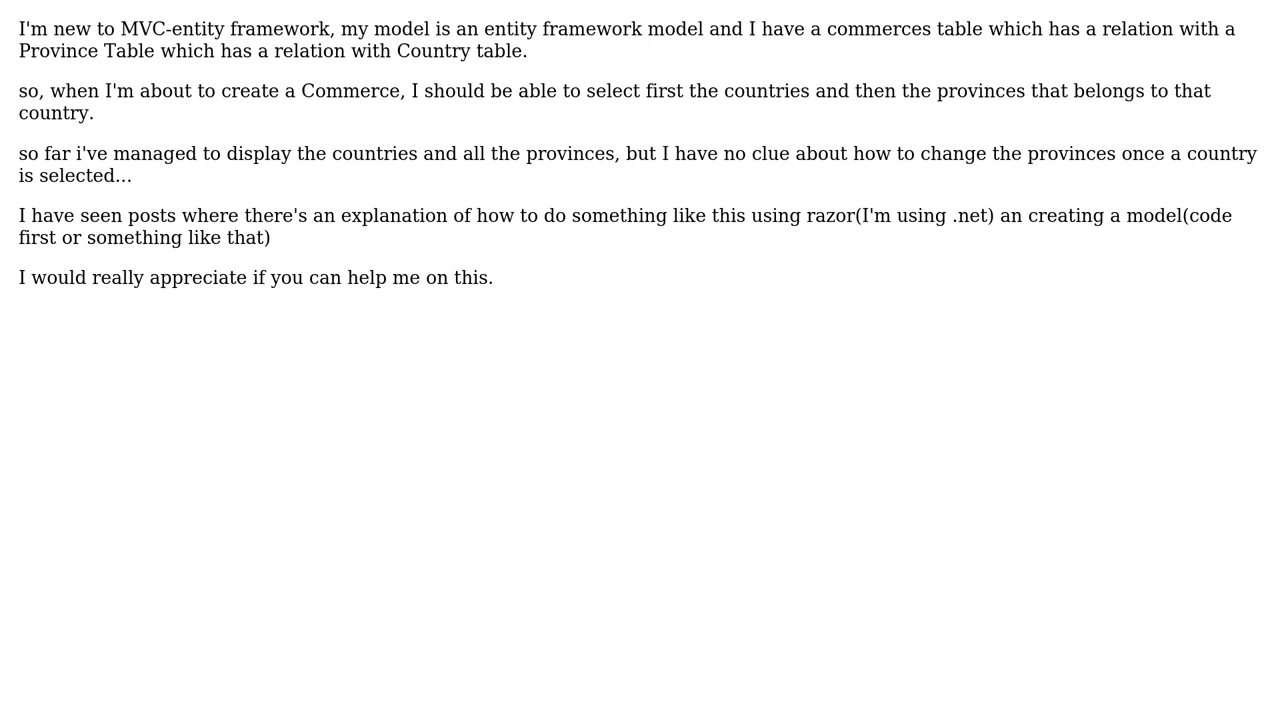 I'm new to MVC-entity framework, my model is an entity framework model and I have a commerces table which has a relation with a
Province Table which has a relation with Country table.
so, when I'm about to create a Commerce, I should be able to select first the countries and then the provinces that belongs to that
country.
so far i've managed to display the countries and all the provinces, but I have no clue about how to change the provinces once a country
is selected...
I have seen posts where there's an explanation of how to do something like this using razor(I'm using .net) an creating a model(code
first or something like that)
I would really appreciate if you can help me on this.